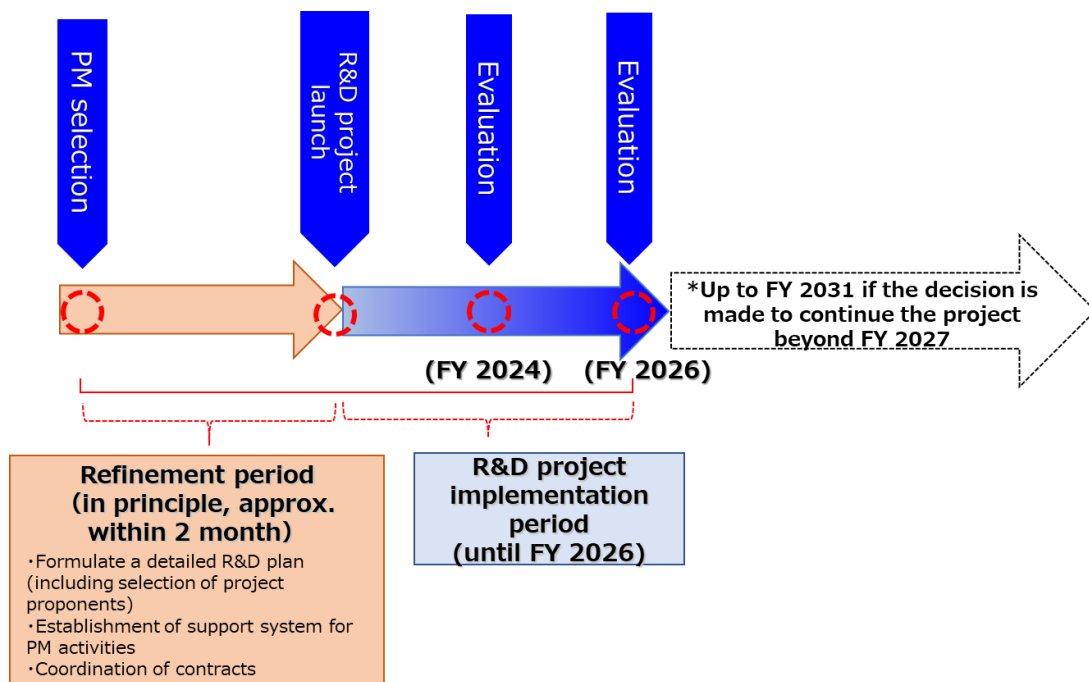 PM selection
R&D project
launch
Evaluation
Evaluation
*Up to FY 2031 if the decision is
made to continue the project
beyond FY 2027
(FY 2024)
(FY 2026)
Refinement period
(in principle, approx.
within 2 month)
・Formulate a detailed R&D plan
(including selection of project
proponents)
・Establishment of support system for
PM activities
・Coordination of contracts
R&D project
implementation
period
(until FY 2026)